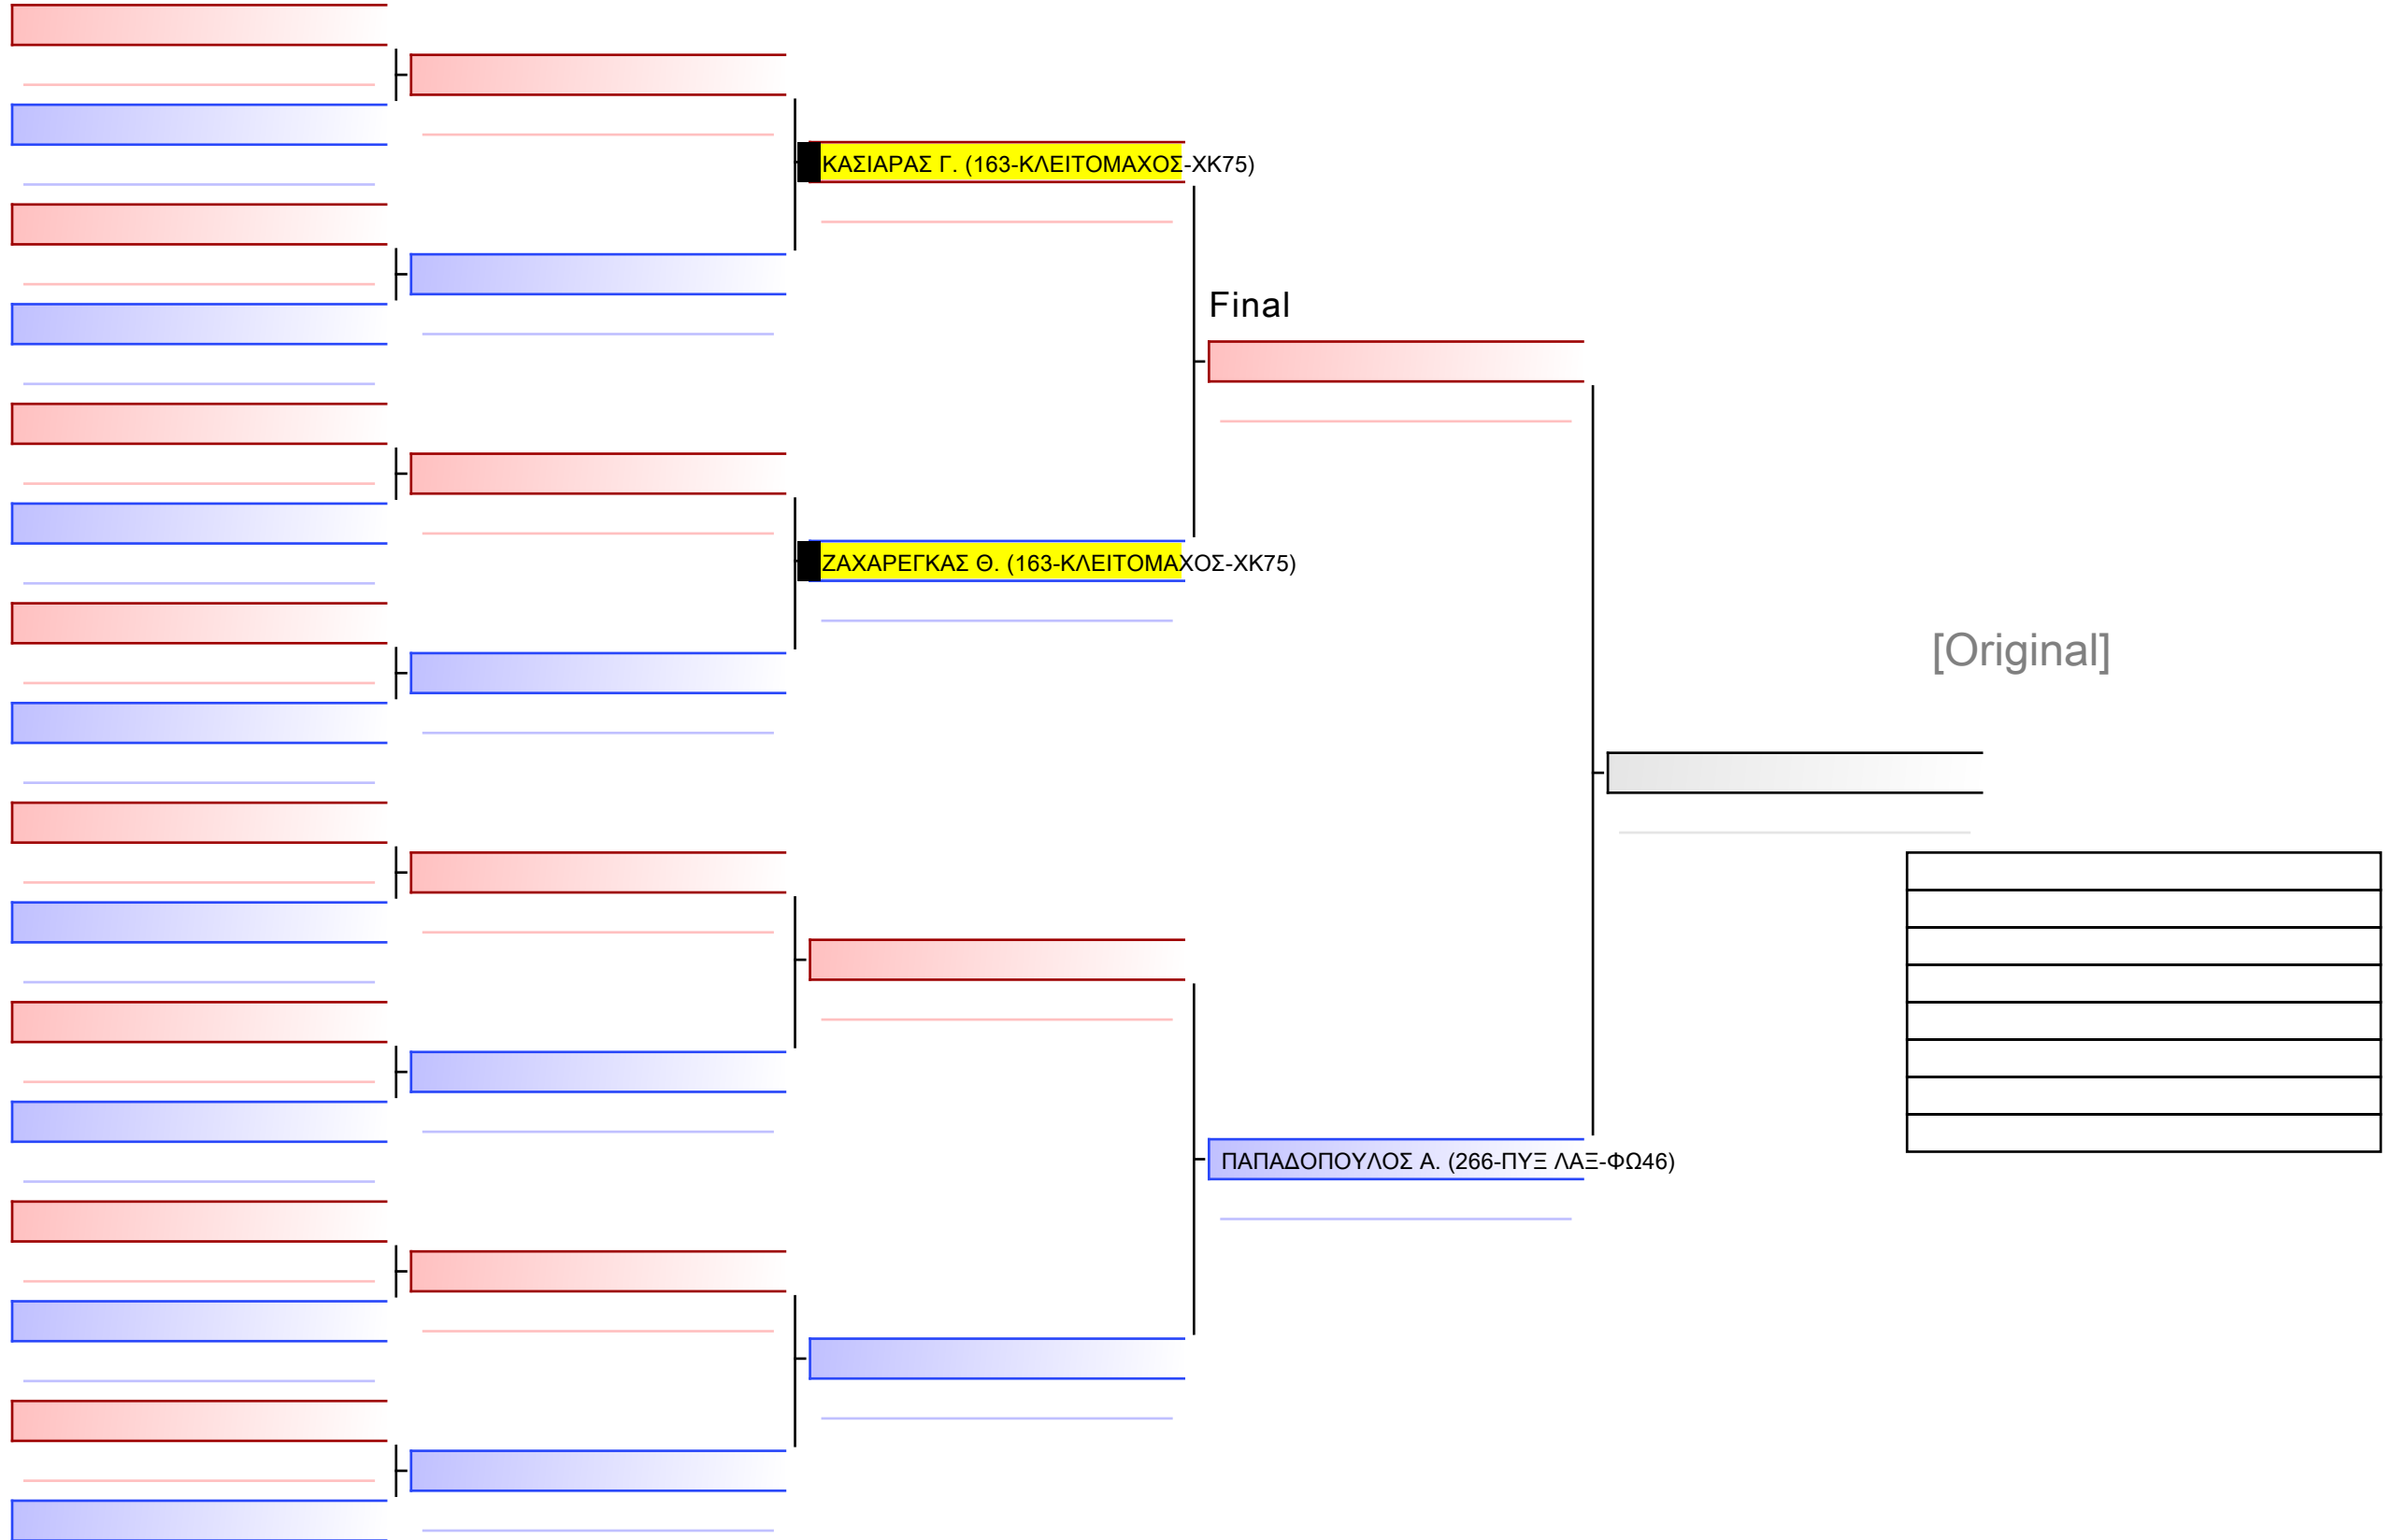 ΚΑΣΙΑΡΑΣ Γ. (163-ΚΛΕΙΤΟΜΑΧΟΣ-ΧΚ75)
Final
ΖΑΧΑΡΕΓΚΑΣ Θ. (163-ΚΛΕΙΤΟΜΑΧΟΣ-ΧΚ75)
[Original]
ΠΑΠΑΔΟΠΟΥΛΟΣ Α. (266-ΠΥΞ ΛΑΞ-ΦΩ46)